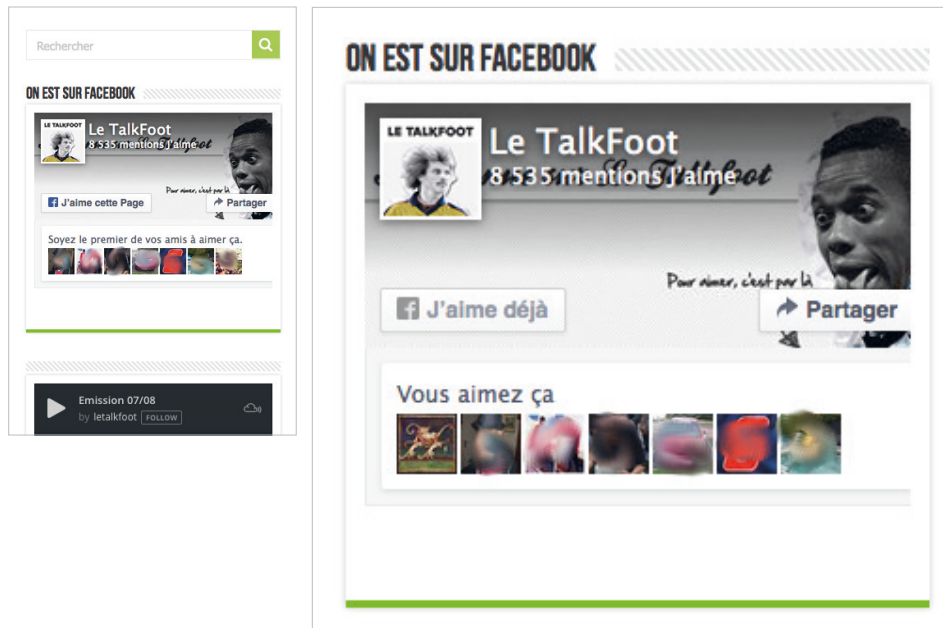 Rechercher
ON EST SUR FACEBOOK
LE TALKFOOT
Le TalkFoot
8 535 mentions J'aime
Pour aimer, c'est par là
J'aime cette Page
Partager
Soyez le premier de vos amis à aimer ça.
Emission 07/08
by letalkfoot FOLLOW
ON EST SUR FACEBOOK
LE TALKFOOT
Le TalkFoot
8 535 mentions J'aime
Pour aimer, c'est par là
J'aime déjà
Partager
Vous aimez ça